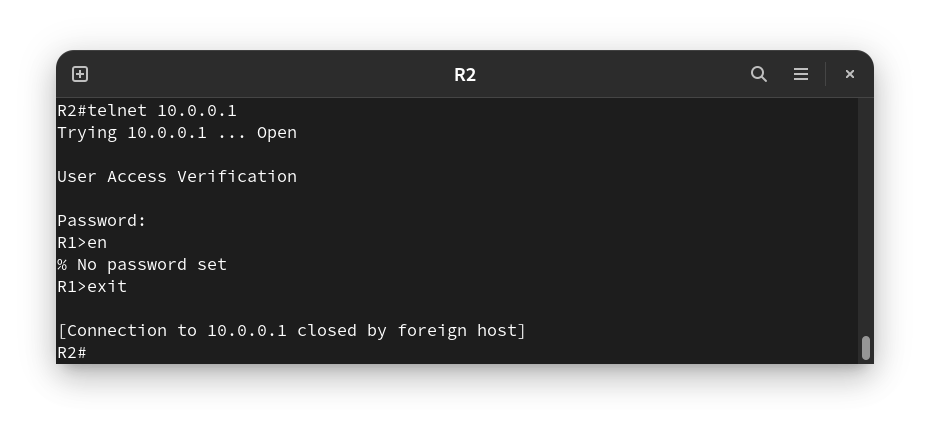 R2
R2#telnet 10.0.0.1
Trying 10.0.0.1 ... Open
User Access Verification
Password:
R1>en
% No password set
R1>exit
[Connection to 10.0.0.1 closed by foreign host]
R2#